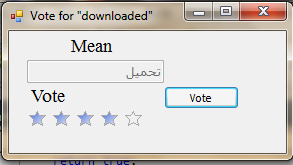 Vote for "downloaded"
Mean
تحميل
Vote
Vote
return true;